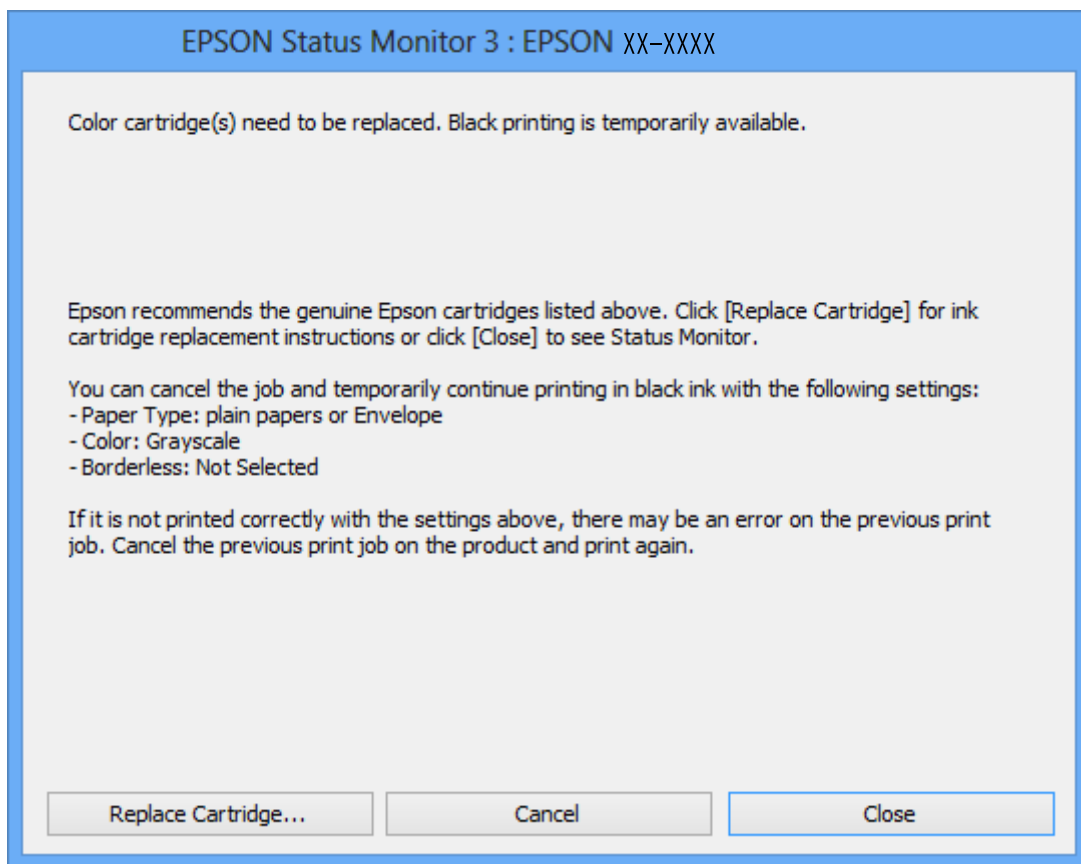 EPSON Status Monitor 3 : EPSON XX-XXXX
Color cartridge(s) need to be replaced. Black printing is temporarily available.
Epson recommends the genuine Epson cartridges listed above. Click [Replace Cartridge] for ink
cartridge replacement instructions or click [Close] to see Status Monitor.
You can cancel the job and temporarily continue printing in black ink with the following settings:
- Paper Type: plain papers or Envelope
- Color: Grayscale
- Borderless: Not Selected
If it is not printed correctly with the settings above, there may be an error on the previous print
job. Cancel the previous print job on the product and print again.
Replace Cartridge... Cancel Close